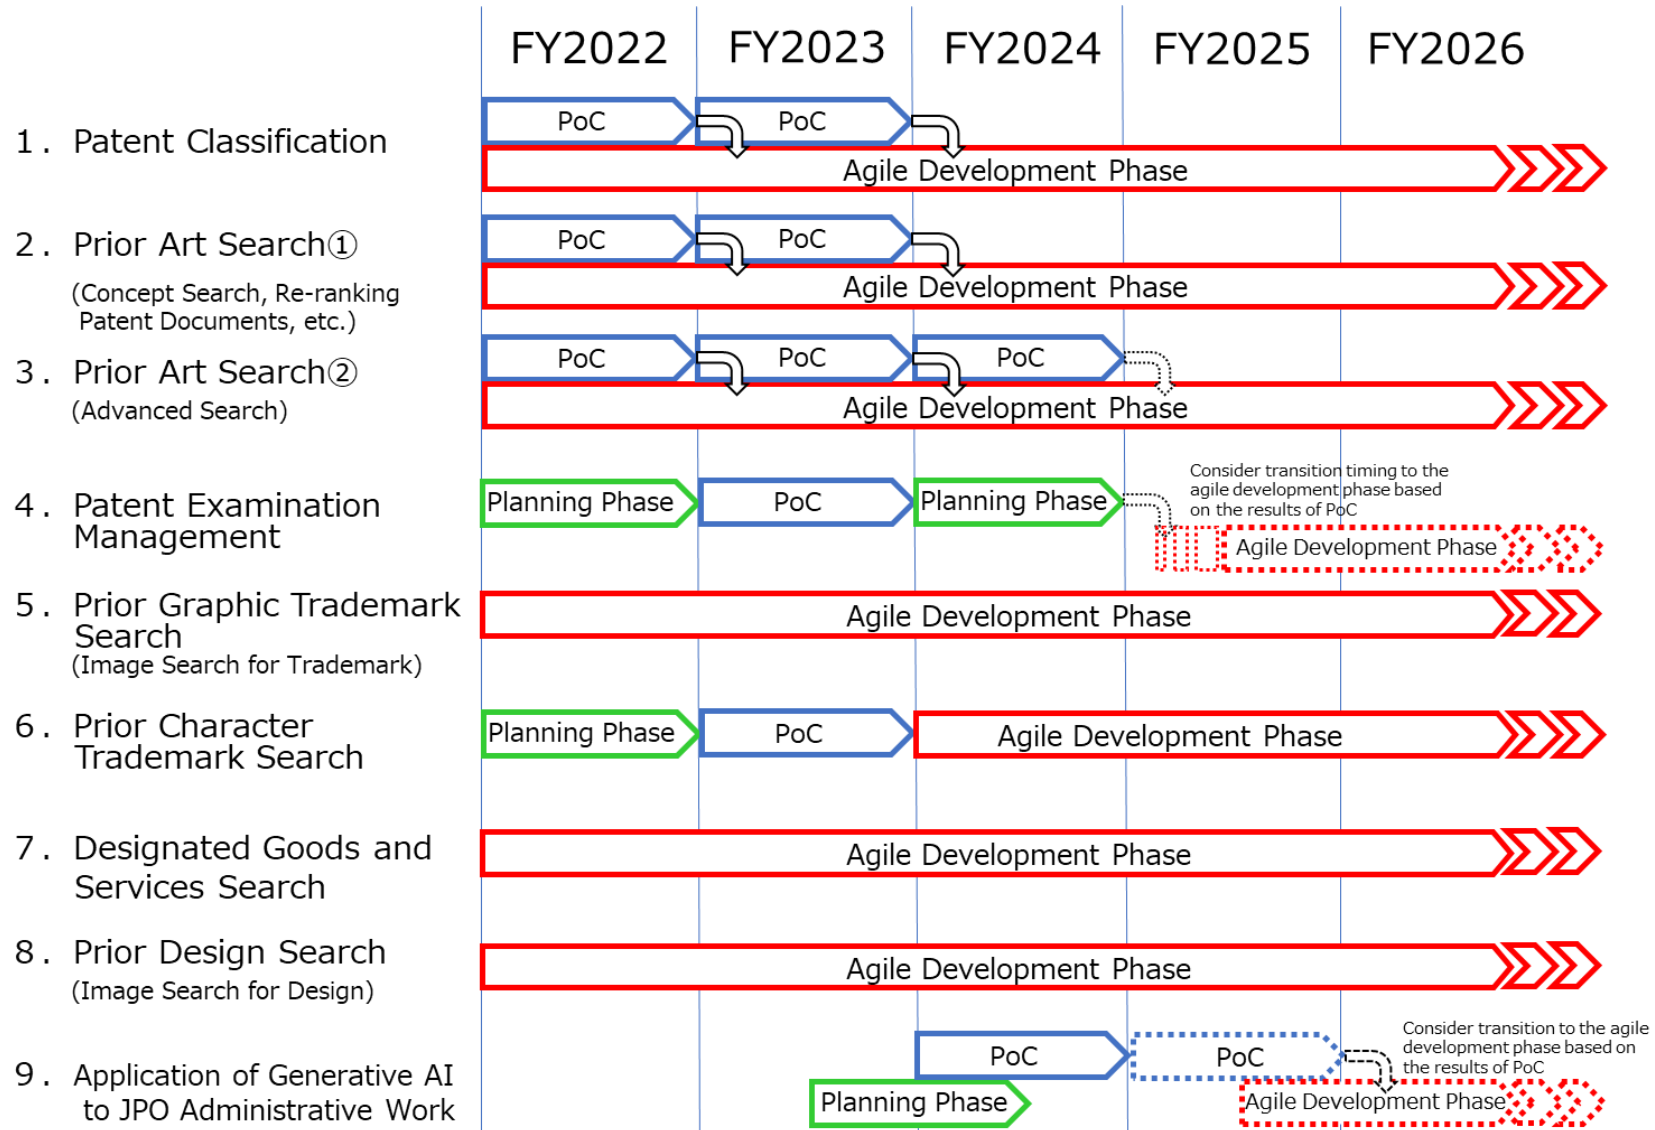 FY2022 FY2023 FY2024 FY2025 FY2026
PoC PoC
1. Patent Classification
Agile Development Phase
PoC PoC
2. Prior Art Search①
Agile Development Phase
(Concept Search, Re-ranking
Patent Documents, etc.)
PoC PoC PoC
3. Prior Art Search②
Agile Development Phase
(Advanced Search)
Consider transition timing to the
agile development phase based
on the results of PoC
4. Patent Examination
Management
Planning Phase PoC Planning Phase
Agile Development Phase
5. Prior Graphic Trademark
Search
Agile Development Phase
(Image Search for Trademark)
6. Prior Character
Trademark Search
Planning Phase PoC Agile Development Phase
7. Designated Goods and
Services Search
Agile Development Phase
8. Prior Design Search
Agile Development Phase
(Image Search for Design)
Consider transition to the agile
development phase based on
the results of PoC
PoC PoC
9. Application of Generative AI
to JPO Administrative Work
Planning Phase Agile Development Phase